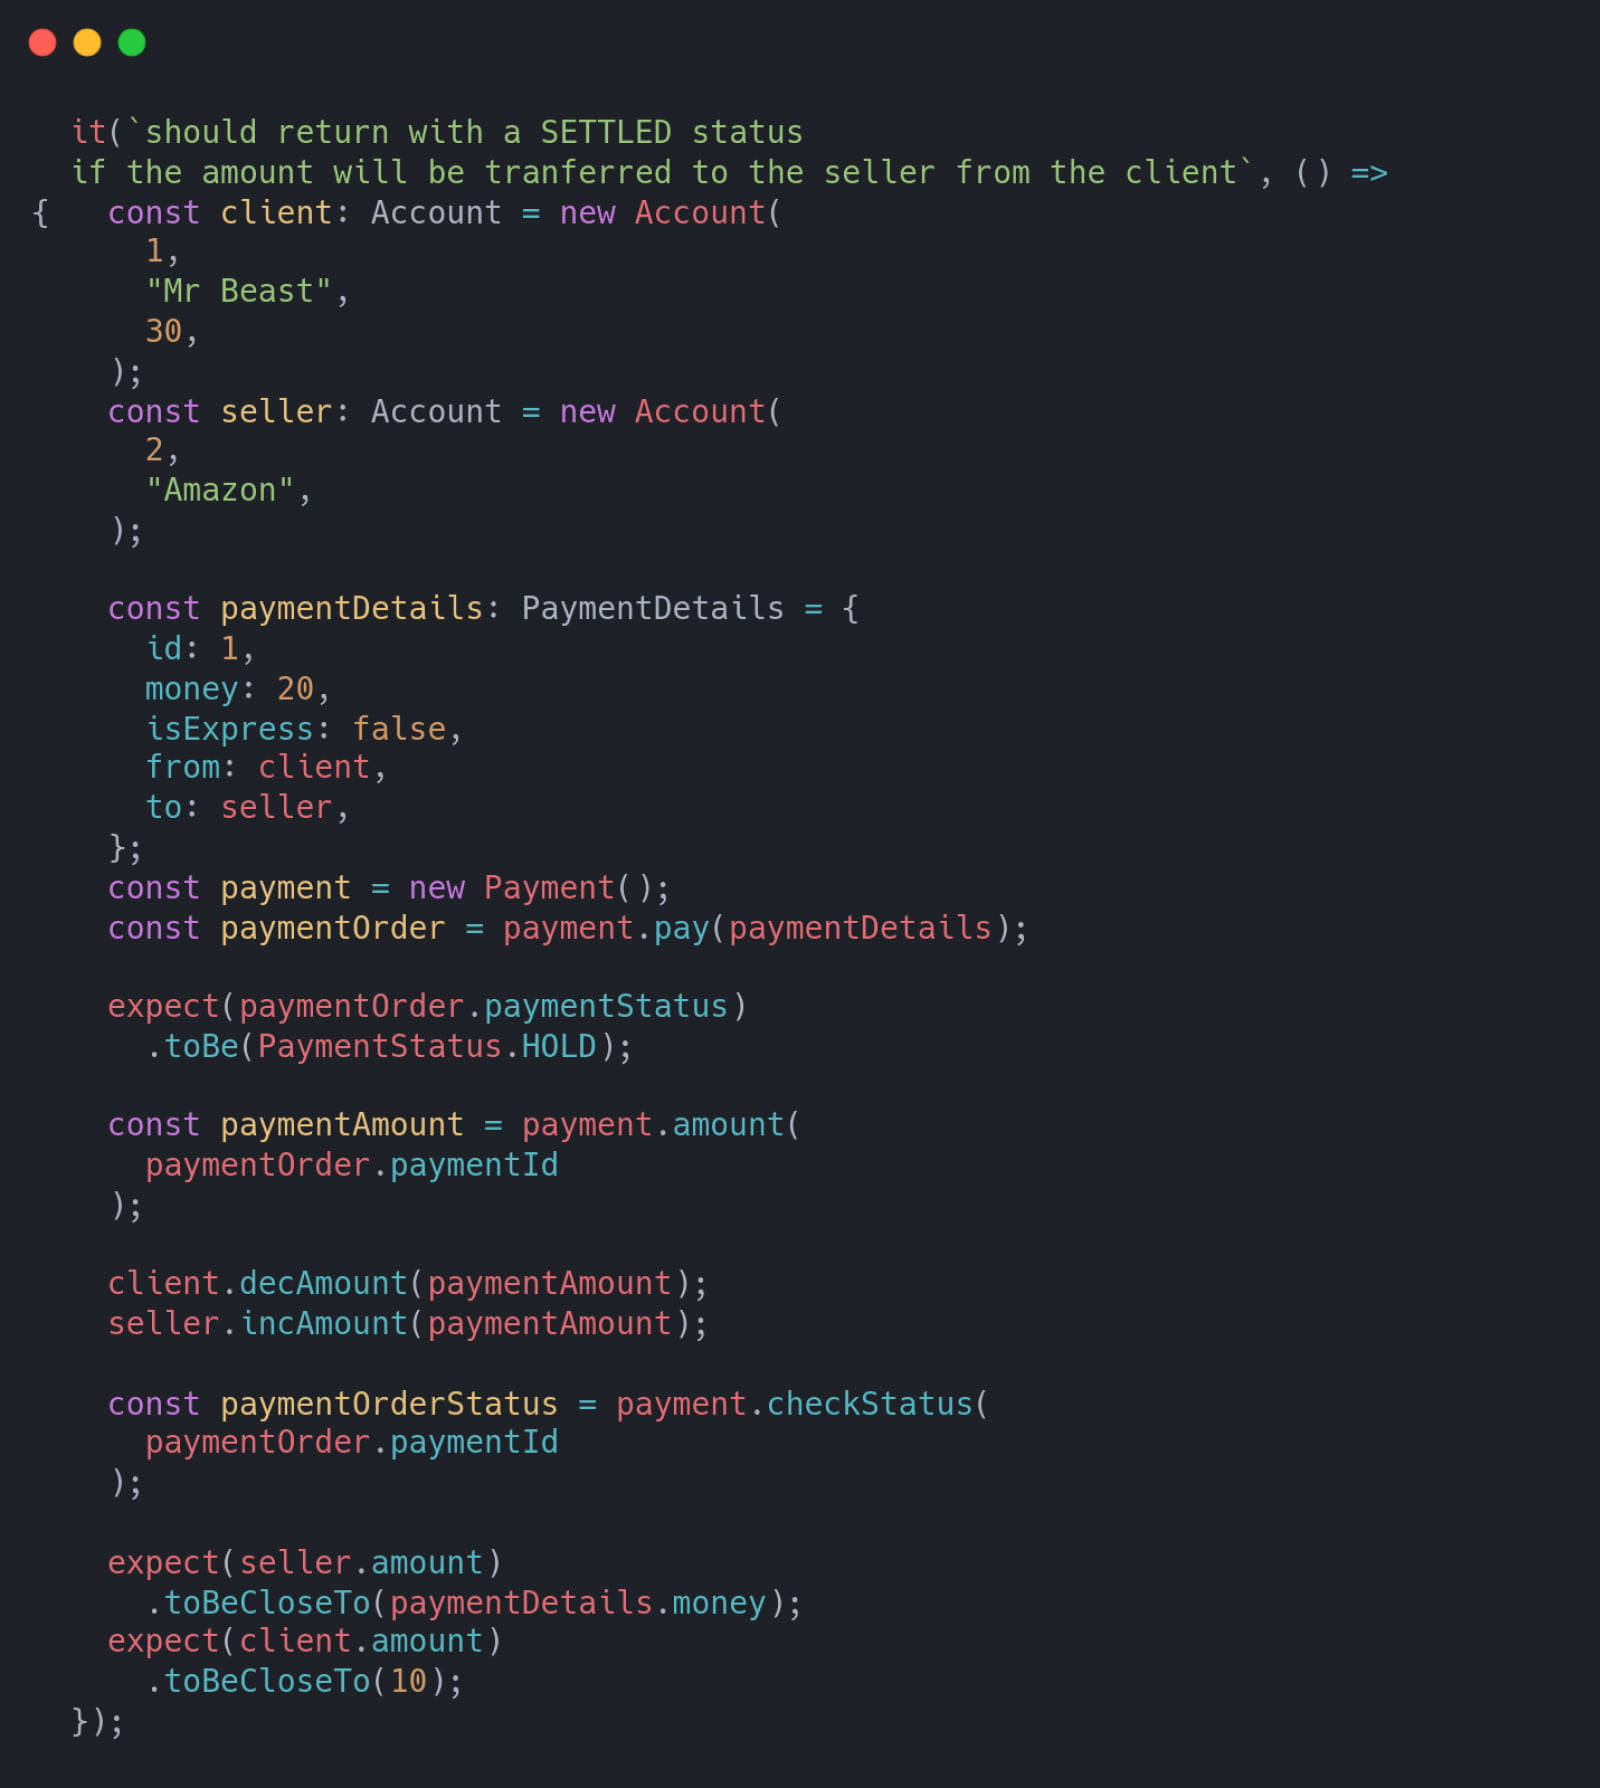 it(`should return with a SETTLED status
if the amount will be tranferred to the seller from the client`, () =>
{   const client: Account = new Account(
1,
"Mr Beast",
30,
);
const seller: Account = new Account(
2,
"Amazon",
);
const paymentDetails: PaymentDetails = {
id: 1,
money: 20,
isExpress: false,
from: client,
to: seller,
};
const payment = new Payment();
const paymentOrder = payment.pay(paymentDetails);
expect(paymentOrder.paymentStatus)
.toBe(PaymentStatus.HOLD);
const paymentAmount = payment.amount(
paymentOrder.paymentId
);
client.decAmount(paymentAmount);
seller.incAmount(paymentAmount);
const paymentOrderStatus = payment.checkStatus(
paymentOrder.paymentId
);
expect(seller.amount)
.toBeCloseTo(paymentDetails.money);
expect(client.amount)
.toBeCloseTo(10);
});